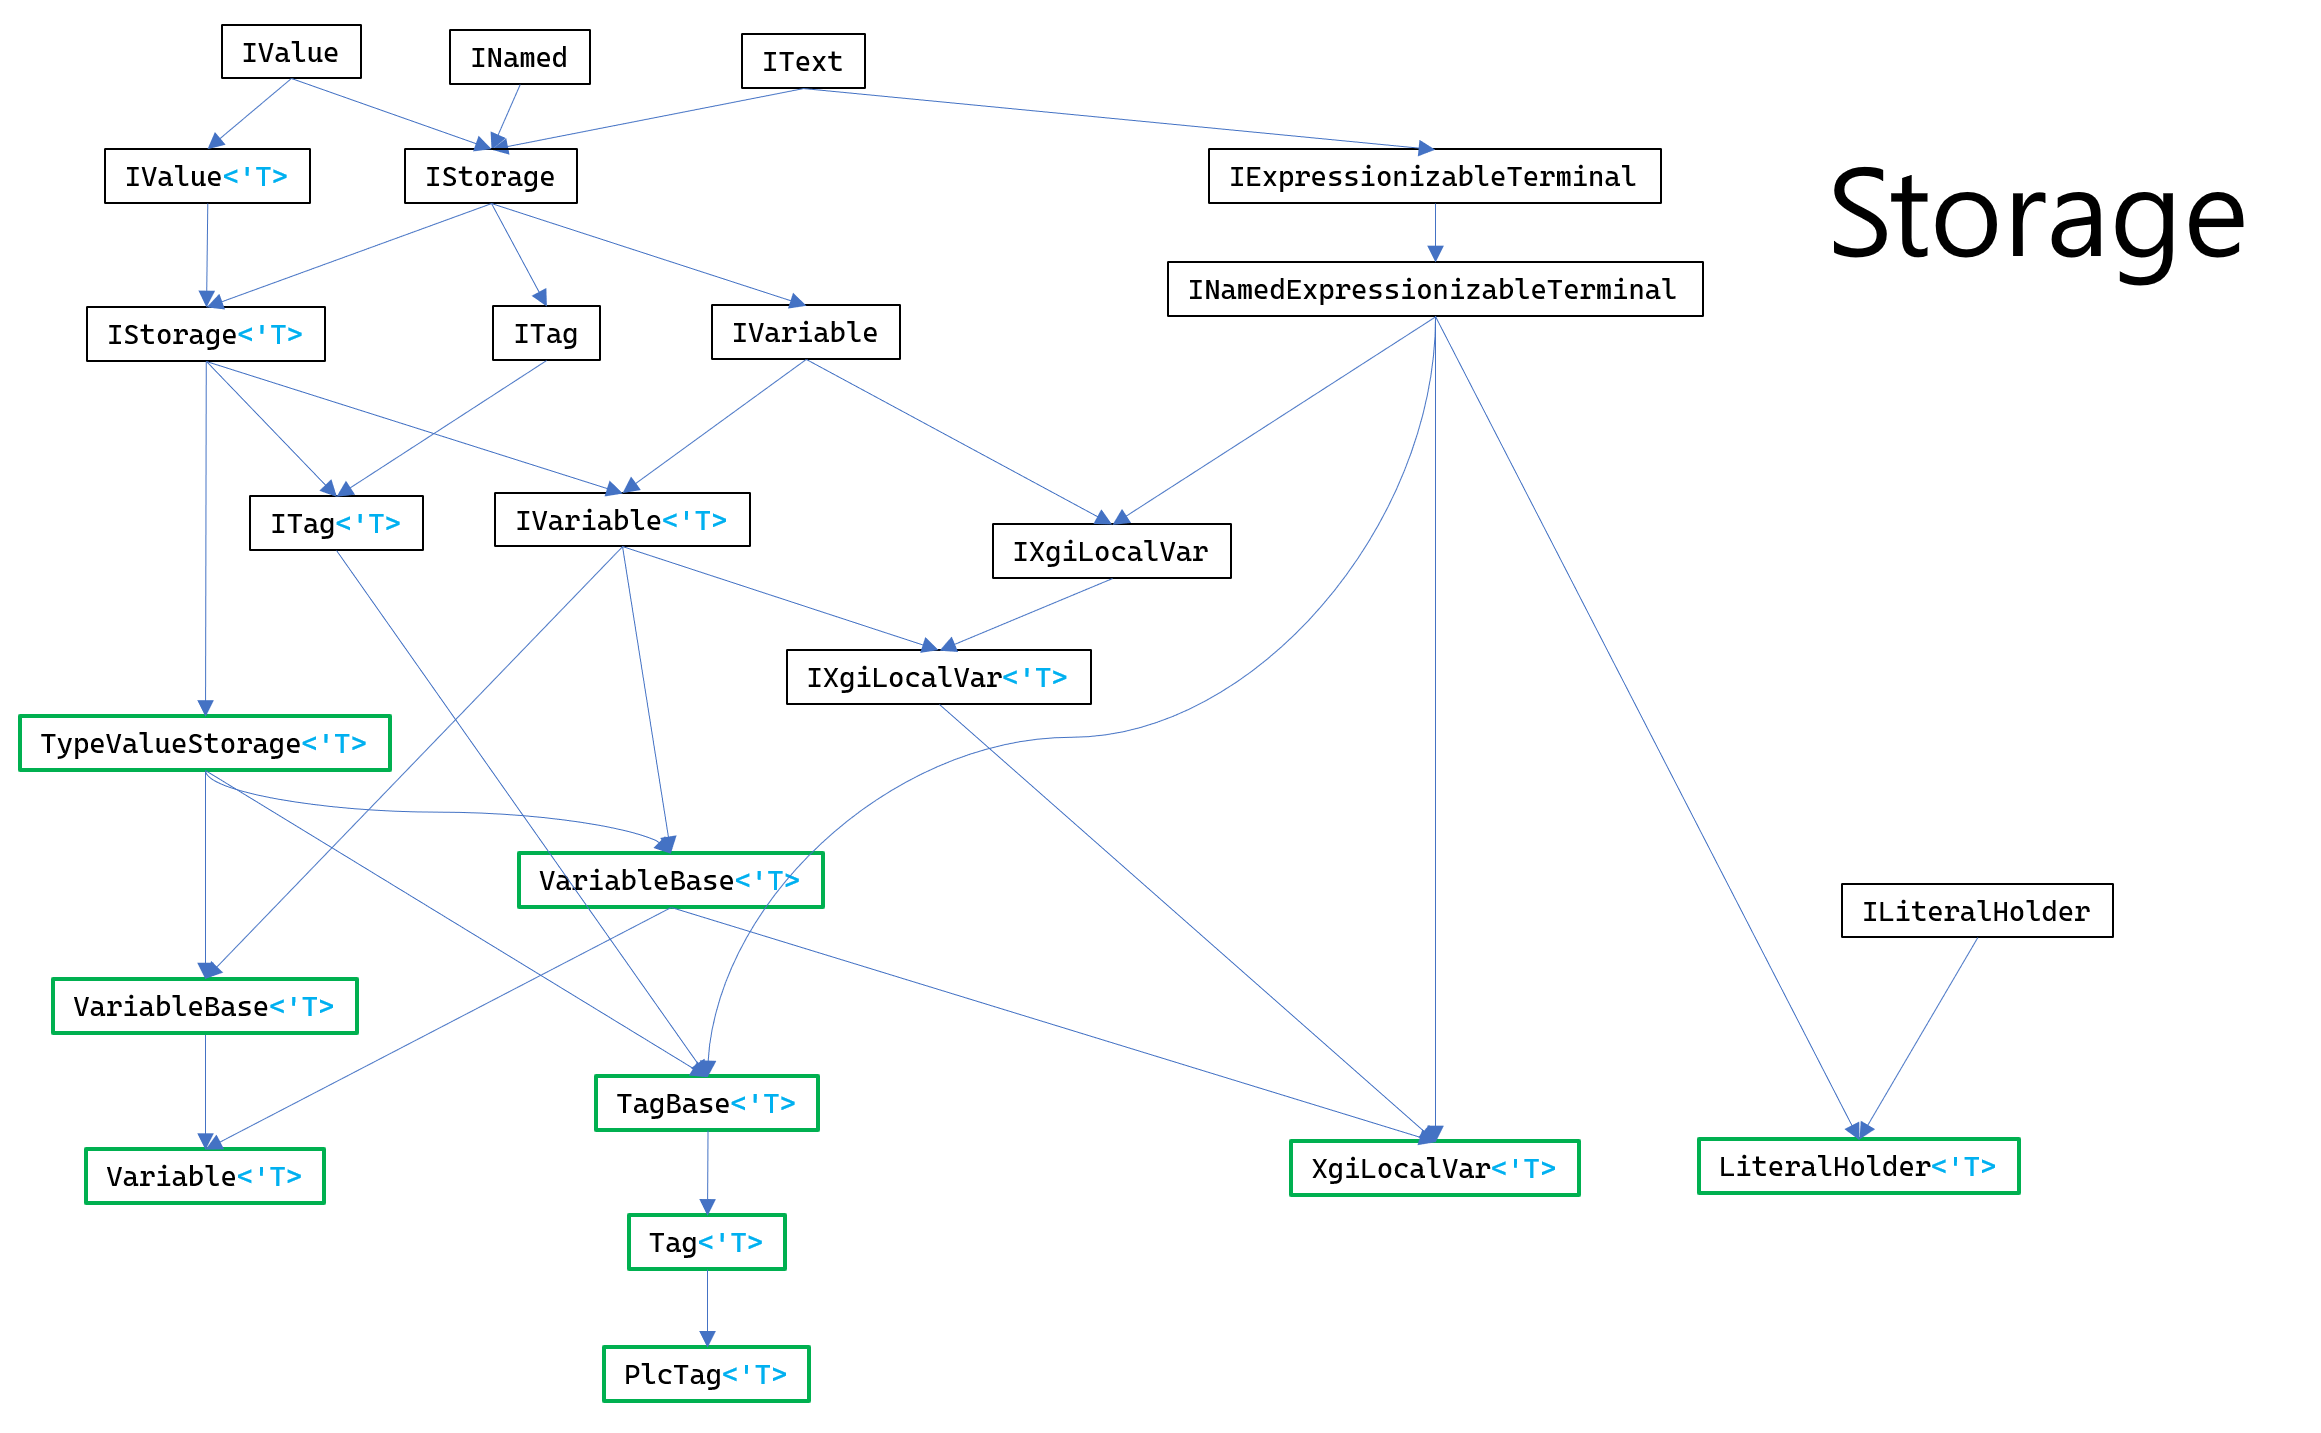 IValue
INamed
IText
IValue<'T>
IStorage
IExpressionizableTerminal
Storage
INamedExpressionizableTerminal
IStorage<'T>
ITag
IVariable
ITag<'T>
IVariable<'T>
IXgiLocalVar
IXgiLocalVar<'T>
TypeValueStorage<'T>
VariableBase<'T>
ILiteralHolder
VariableBase<'T>
TagBase<'T>
Variable<'T>
XgiLocalVar<'T>
LiteralHolder<'T>
Tag<'T>
PlcTag<'T>